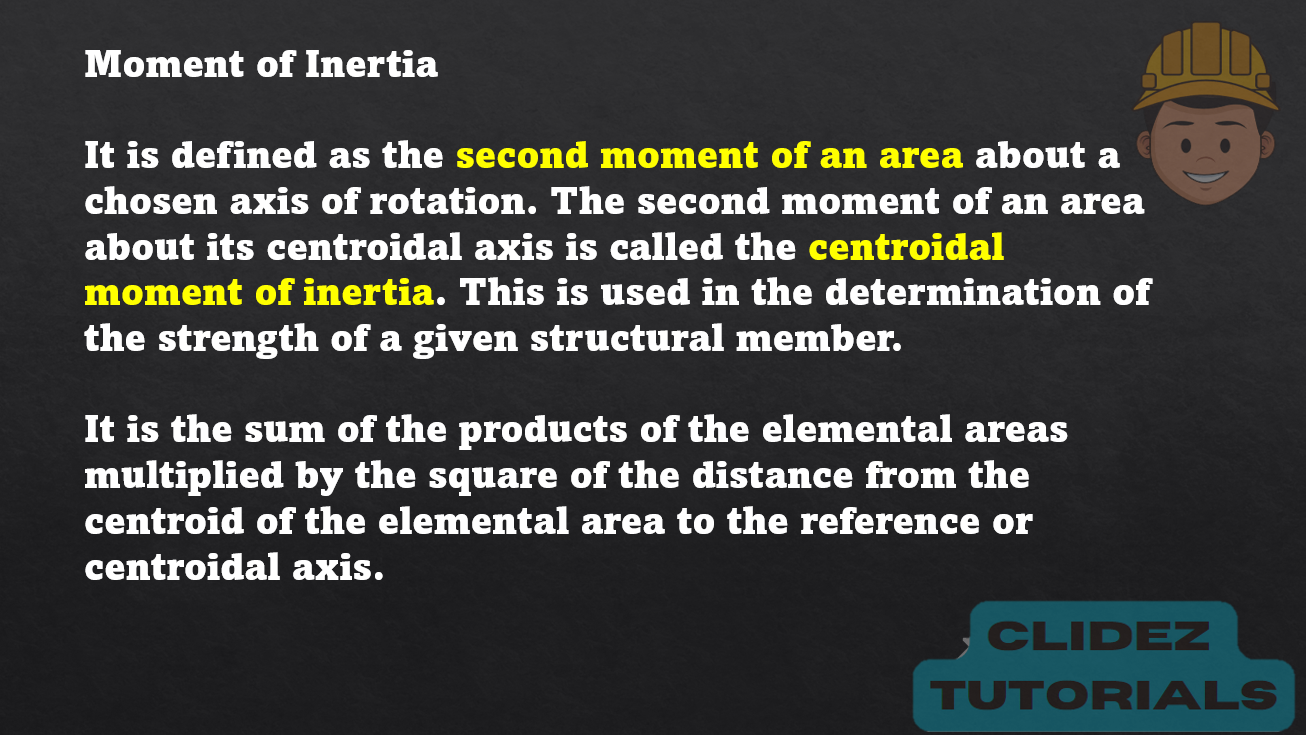 Moment of Inertia
It is defined as the second moment of an area about a
chosen axis of rotation. The second moment of an area
about its centroidal axis is called the centroidal
moment of inertia. This is used in the determination of
the strength of a given structural member.
It is the sum of the products of the elemental areas
multiplied by the square of the distance from the
centroid of the elemental area to the reference or
centroidal axis.
CLIDEZ
TUTORIALS